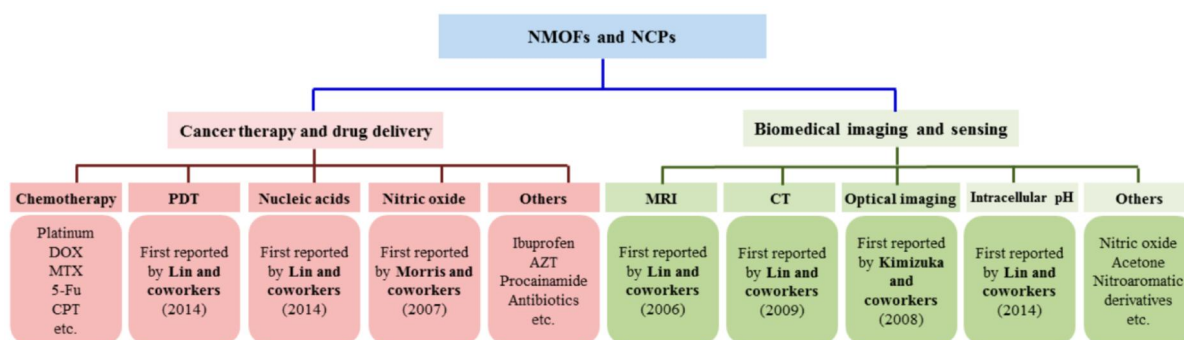 NMOFs and NCPs
Cancer therapy and drug delivery
Biomedical imaging and sensing
Chemotherapy
Platinum
DOX
MTX
5-Fu
CPT
etc.
PDT
First reported
by Lin and
coworkers
(2014)
Nucleic acids
First reported
by Lin and
coworkers
(2014)
Nitric oxide
First reported
by Morris and
coworkers
(2007)
Others
Ibuprofen
AZT
Procainamide
Antibiotics
etc.
MRI
First reported
by Lin and
coworkers
(2006)
CT
First reported
by Lin and
coworkers
(2009)
Optical imaging
First reported
by Kimizuka
and
coworkers
(2008)
Intracellular pH
First reported
by Lin and
coworkers
(2014)
Others
Nitric oxide
Acetone
Nitroaromatic
derivatives
etc.